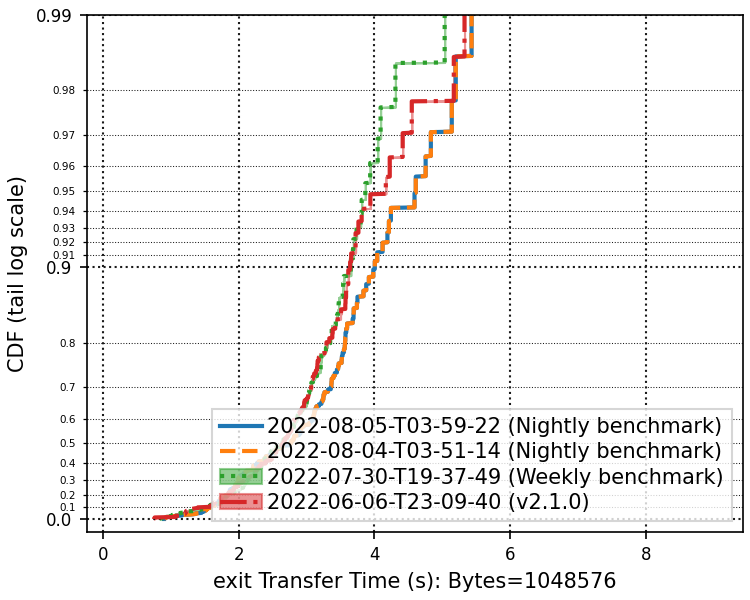 0.99
0.98
0.97
0.96
0.95
0.94
0.93
0.92
0.91
0.9
0.8
0.7
0.6
0.5
0.4
0.3
0.2
0.1
0.0
CDF (tail log scale)
2022-08-05-T03-59-22 (Nightly benchmark)
2022-08-04-T03-51-14 (Nightly benchmark)
2022-07-30-T19-37-49 (Weekly benchmark)
2022-06-06-T23-09-40 (v2.1.0)
0 2 4 6 8
exit Transfer Time (s): Bytes=1048576